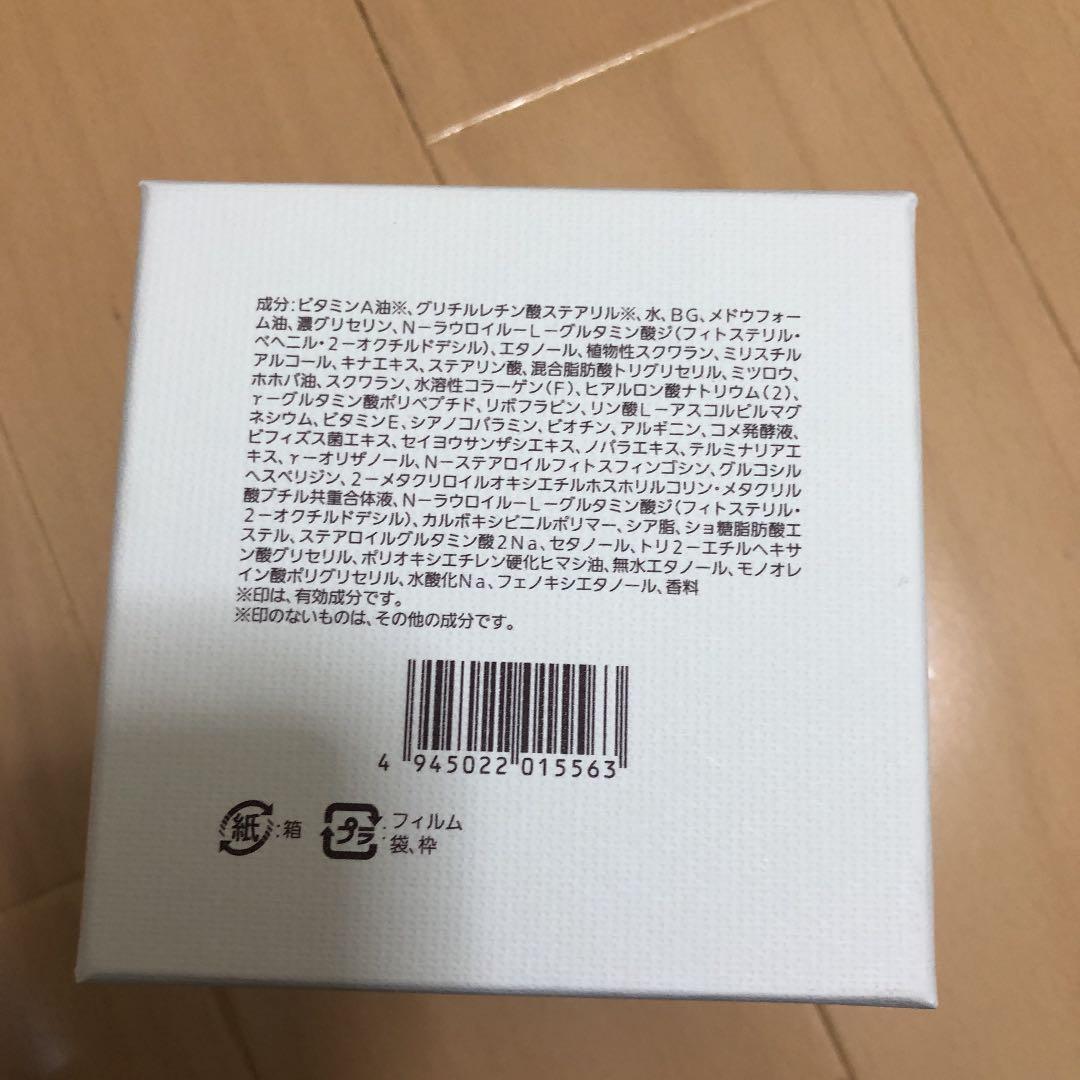 成分:ビタミンA油※、グリチルレチン酸ステアリル※、水、BG、メドウフォー
ム油、濃グリセリン、N－ラウロイル－L－グルタミン酸ジ(フィトステリル・
ベヘニル・2－オクチルドデシル)、エタノール、植物性スクワラン、ミリスチル
アルコール、キナエキス、ステアリン酸、混合脂肪酸トリグリセリル、ミツロウ、
ホホバ油、スクワラン、水溶性コラーゲン(F)、ヒアルロン酸ナトリウム(2)、
γ－グルタミン酸ポリペプチド、リボフラビン、リン酸L－アスコルビルマグ
ネシウム、ビタミンE、シアノコバラミン、ビオチン、アルギニン、コメ発酵液、
ビフィズス菌エキス、セイヨウサンザシエキス、ノバラエキス、テルミナリアエ
キス、γ－オリザノール、N－ステアロイルフィトスフィンゴシン、グルコシル
ヘスペリジン、2－メタクリロイルオキシエチルホスホリルコリン・メタクリル
酸ブチル共重合体液、N－ラウロイル－L－グルタミン酸ジ(フィトステリル・
2－オクチルドデシル)、カルボキシビニルポリマー、シア脂、ショ糖脂肪酸エ
ステル、ステアロイルグルタミン酸2Na、セタノール、トリ2－エチルヘキサ
ン酸グリセリル、ポリオキシエチレン硬化ヒマシ油、無水エタノール、モノオレ
イン酸ポリグリセリル、水酸化Na、フェノキシエタノール、香料
※印は、有効成分です。
※印のないものは、その他の成分です。
4 945022 015563
紙:箱
プラ:フィルム
:袋、枠